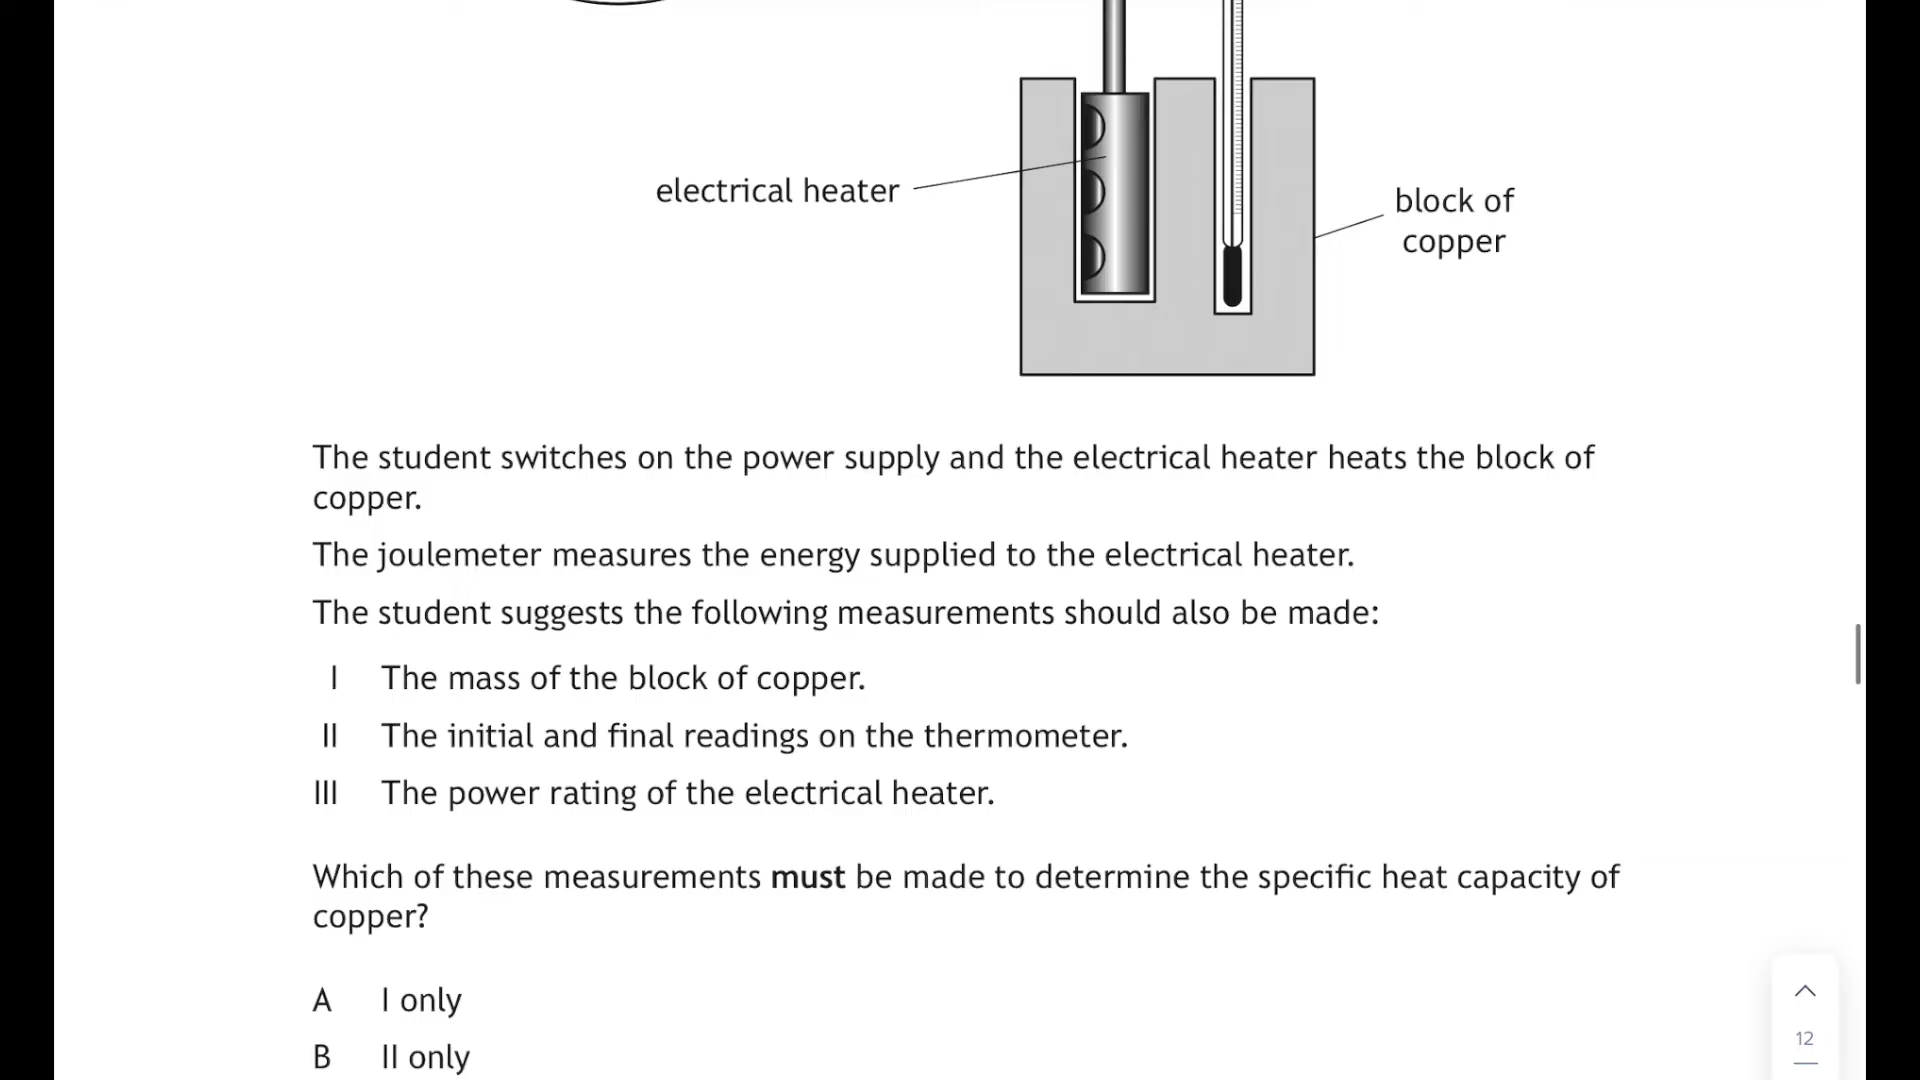 electrical heater
block of
copper
The student switches on the power supply and the electrical heater heats the block of
copper.
The joulemeter measures the energy supplied to the electrical heater.
The student suggests the following measurements should also be made:
I The mass of the block of copper.
II The initial and final readings on the thermometer.
III The power rating of the electrical heater.
Which of these measurements must be made to determine the specific heat capacity of
copper?
A I only
B II only
12